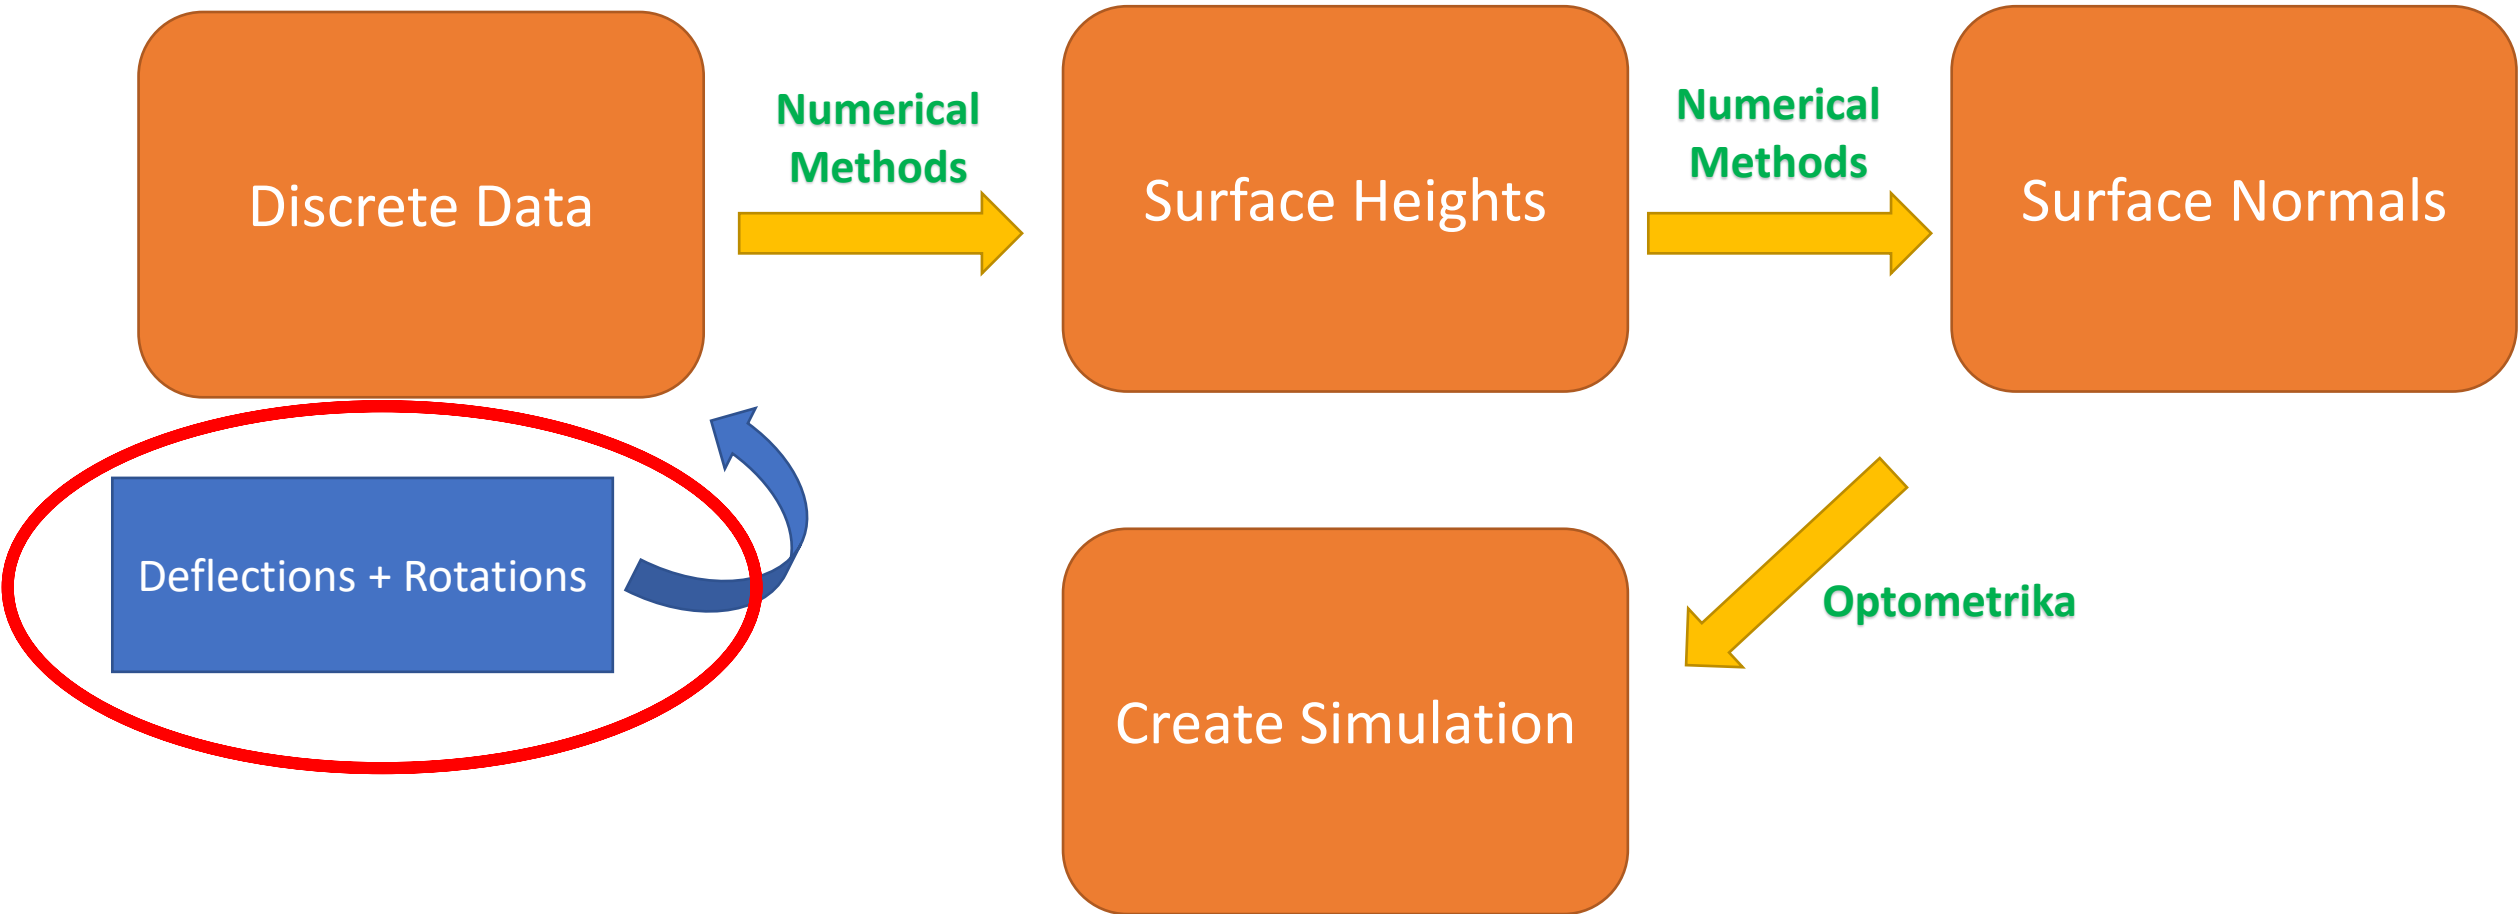 Discrete Data
Numerical
Methods
Surface Heights
Numerical
Methods
Surface Normals
Deflections + Rotations
Optometrika
Create Simulation